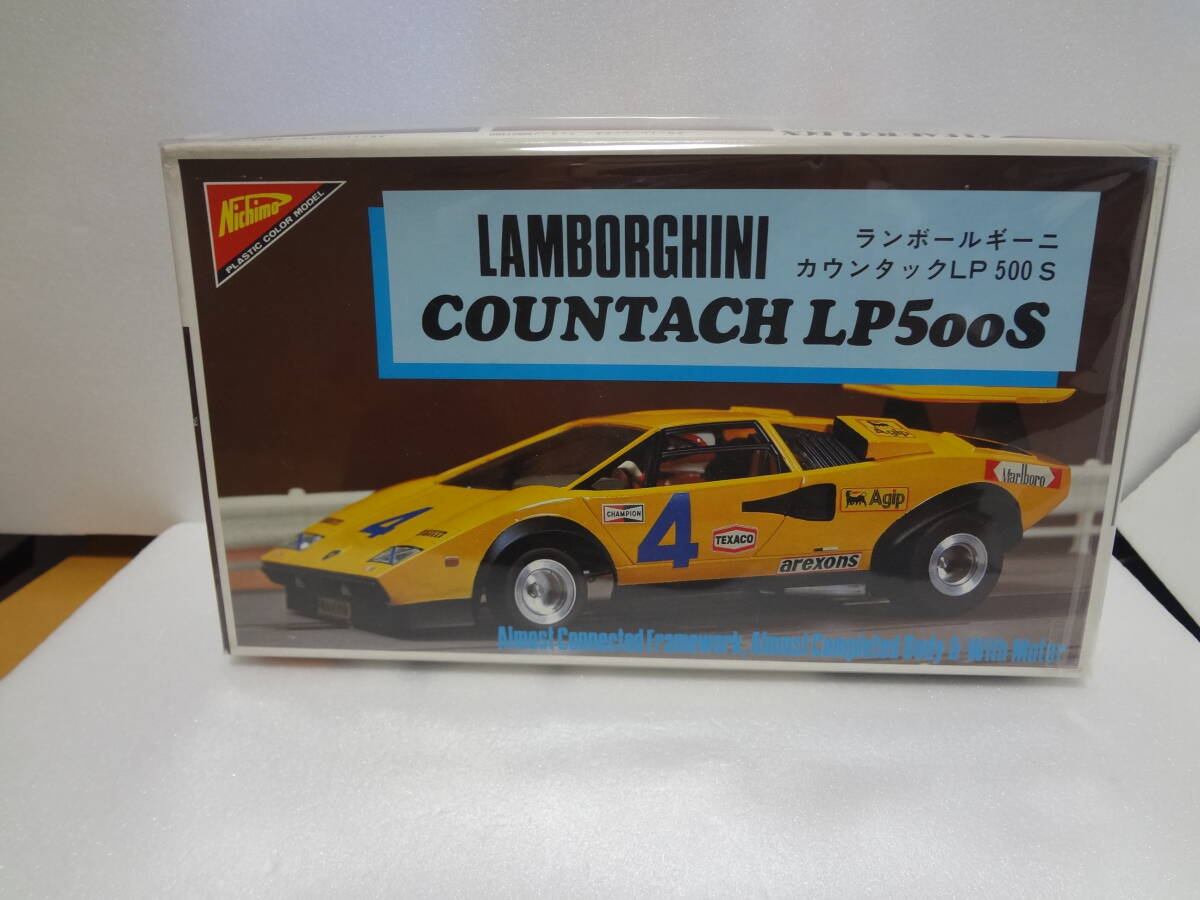 Nichimo
PLASTIC COLOR MODEL
LAMBORGHINI
COUNTACH LP500S
ランボールギーニ
カウンタックLP 500 S
Agip
Marlboro
Agip
CHAMPION
4
4
TEXACO
arexons
Almost Connected Framework, Almost Completed Body & With Motor